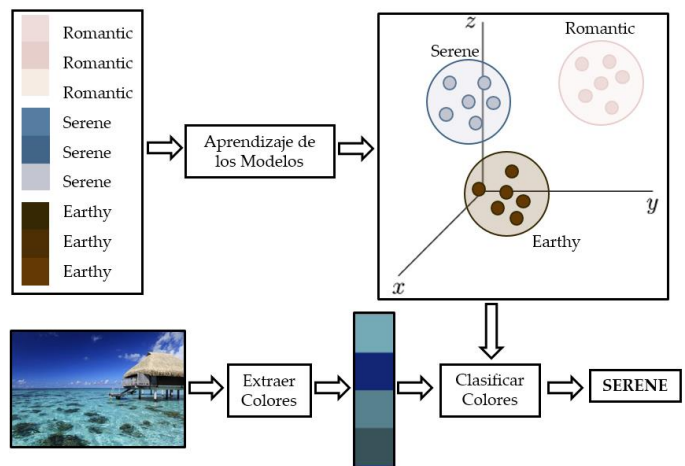 Romantic
Romantic
Romantic
Serene
Serene
Serene
Earthy
Earthy
Earthy
Aprendizaje de
los Modelos
z
Romantic
Serene
y
Earthy
x
Extraer
Colores
Clasificar
Colores
SERENE